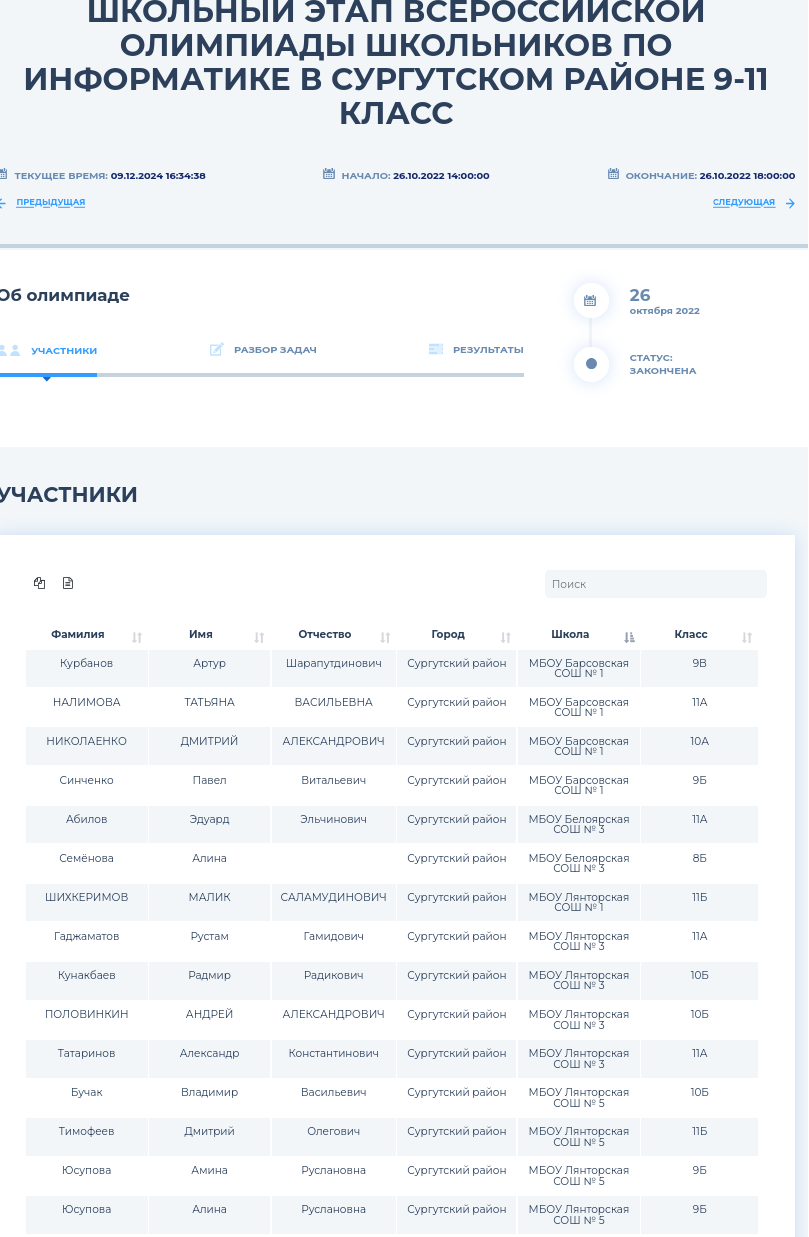 ШКОЛЬНЫЙ ЭТАП ВСЕРОССИЙСКОЙ
ОЛИМПИАДЫ ШКОЛЬНИКОВ ПО
ИНФОРМАТИКЕ В СУРГУТСКОМ РАЙОНЕ 9-11
КЛАСС
ТЕКУЩЕЕ ВРЕМЯ: 09.12.2024 16:34:38 НАЧАЛО: 26.10.2022 14:00:00 ОКОНЧАНИЕ: 26.10.2022 18:00:00
ПРЕДЫДУЩАЯ СЛЕДУЮЩАЯ
Об олимпиаде
26
октября 2022
УЧАСТНИКИ РАЗБОР ЗАДАЧ РЕЗУЛЬТАТЫ
СТАТУС:
ЗАКОНЧЕНА
УЧАСТНИКИ
Поиск
Фамилия Имя Отчество Город Школа Класс
Курбанов Артур Шарапутдинович Сургутский район МБОУ Барсовская СОШ № 1 9В
НАЛИМОВА ТАТЬЯНА ВАСИЛЬЕВНА Сургутский район МБОУ Барсовская СОШ № 1 11А
НИКОЛАЕНКО ДМИТРИЙ АЛЕКСАНДРОВИЧ Сургутский район МБОУ Барсовская СОШ № 1 10А
Синченко Павел Витальевич Сургутский район МБОУ Барсовская СОШ № 1 9Б
Абилов Эдуард Эльчинович Сургутский район МБОУ Белоярская СОШ № 3 11А
Семёнова Алина Сургутский район МБОУ Белоярская СОШ № 3 8Б
ШИХКЕРИМОВ МАЛИК САЛАМУДИНОВИЧ Сургутский район МБОУ Лянторская СОШ № 1 11Б
Гаджаматов Рустам Гамидович Сургутский район МБОУ Лянторская СОШ № 3 11А
Кунакбаев Радмир Радикович Сургутский район МБОУ Лянторская СОШ № 3 10Б
ПОЛОВИНКИН АНДРЕЙ АЛЕКСАНДРОВИЧ Сургутский район МБОУ Лянторская СОШ № 3 10Б
Татаринов Александр Константинович Сургутский район МБОУ Лянторская СОШ № 3 11А
Бучак Владимир Васильевич Сургутский район МБОУ Лянторская СОШ № 5 10Б
Тимофеев Дмитрий Олегович Сургутский район МБОУ Лянторская СОШ № 5 11Б
Юсупова Амина Руслановна Сургутский район МБОУ Лянторская СОШ № 5 9Б
Юсупова Алина Руслановна Сургутский район МБОУ Лянторская СОШ № 5 9Б